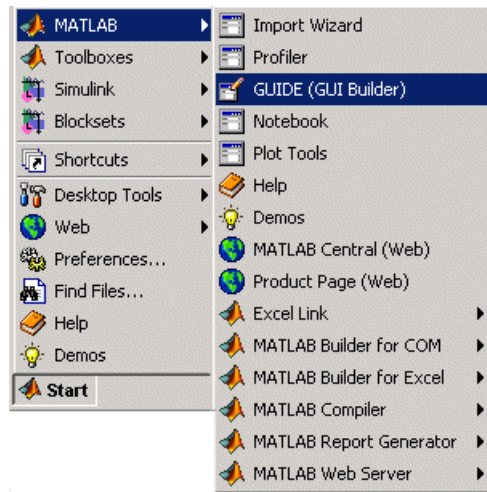 MATLAB
Toolboxes
Simulink
Blocksets
Shortcuts
Desktop Tools
Web
Preferences...
Find Files...
Help
Demos
Start
Import Wizard
Profiler
GUIDE (GUI Builder)
Notebook
Plot Tools
Help
Demos
MATLAB Central (Web)
Product Page (Web)
Excel Link
MATLAB Builder for COM
MATLAB Builder for Excel
MATLAB Compiler
MATLAB Report Generator
MATLAB Web Server